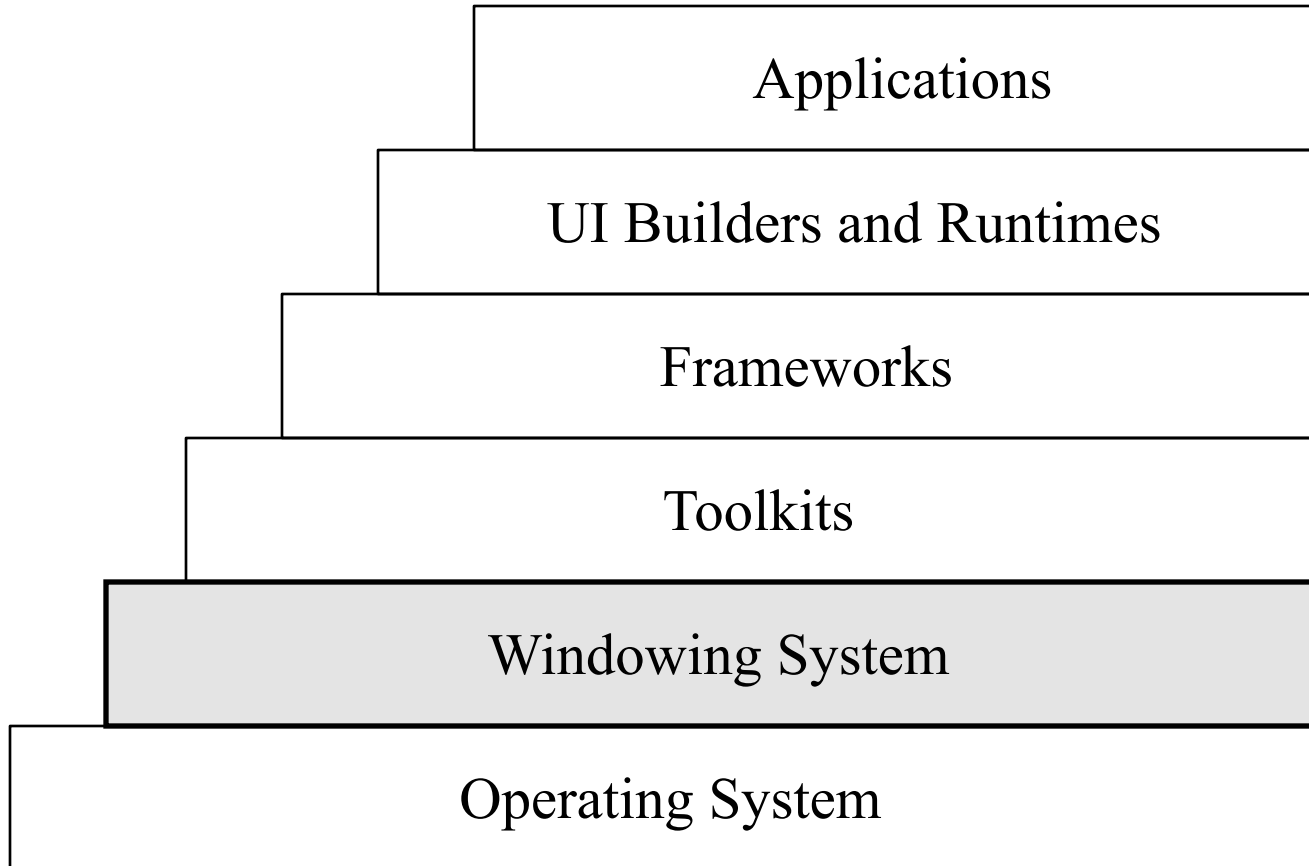 Applications
UI Builders and Runtimes
Frameworks
Toolkits
Windowing System
Operating System